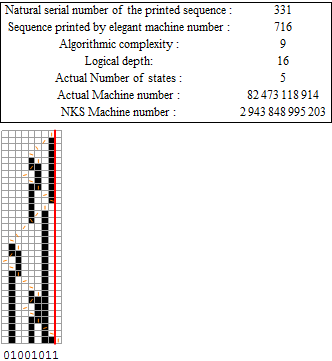 Natural serial number of the printed sequence : 331
Sequence printed by elegant machine number : 716
Algorithmic complexity : 9
Logical depth: 16
Actual Number of states : 5
Actual Machine number : 82 473 118 914
NKS Machine number : 2 943 848 995 203
01001011